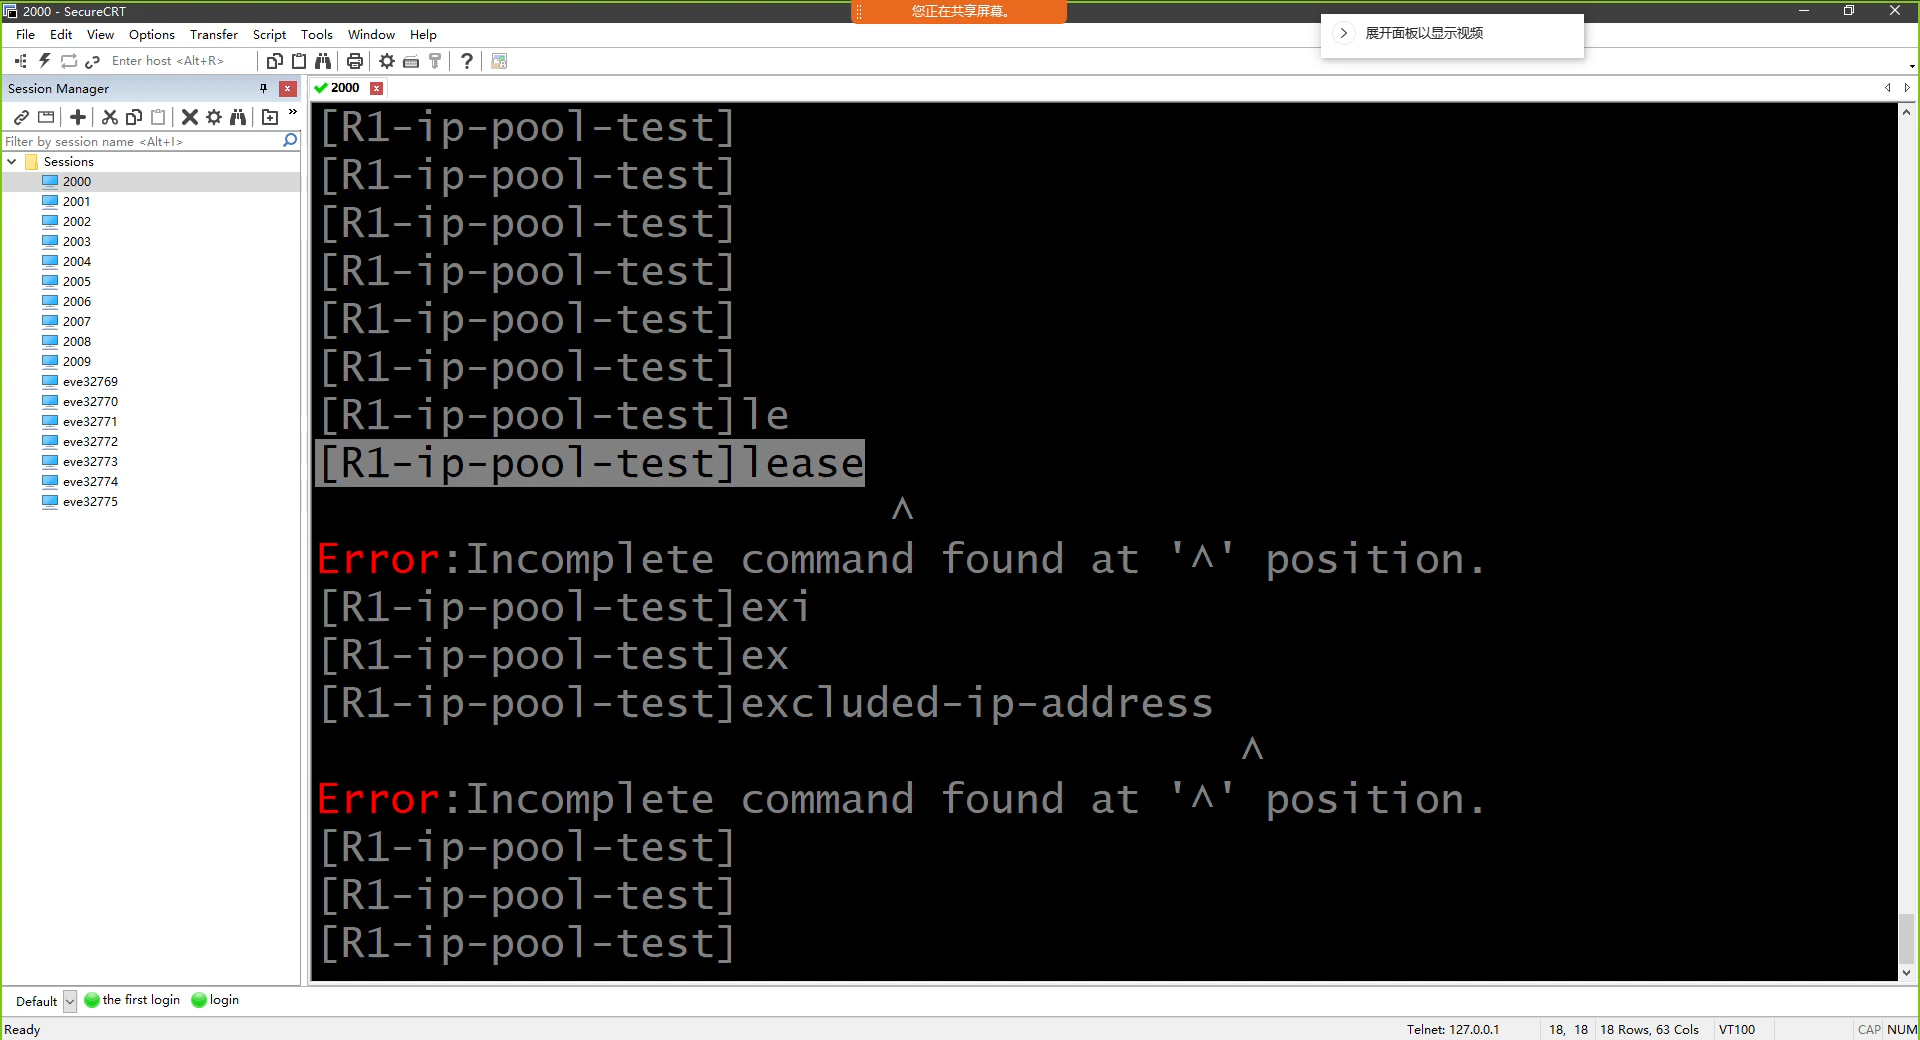 2000 - SecureCRT
您正在共享屏幕。
展开面板以显示视频
File Edit View Options Transfer Script Tools Window Help
Enter host <Alt+R>
Session Manager
2000
Filter by session name <Alt+I>
Sessions
2000
2001
2002
2003
2004
2005
2006
2007
2008
2009
eve32769
eve32770
eve32771
eve32772
eve32773
eve32774
eve32775
[R1-ip-pool-test]
[R1-ip-pool-test]
[R1-ip-pool-test]
[R1-ip-pool-test]
[R1-ip-pool-test]
[R1-ip-pool-test]
[R1-ip-pool-test]le
[R1-ip-pool-test]lease
^
Error:Incomplete command found at '^' position.
[R1-ip-pool-test]exi
[R1-ip-pool-test]ex
[R1-ip-pool-test]excluded-ip-address
^
Error:Incomplete command found at '^' position.
[R1-ip-pool-test]
[R1-ip-pool-test]
[R1-ip-pool-test]
Default the first login login
Ready Telnet: 127.0.0.1 18, 18 18 Rows, 63 Cols VT100 CAP NUM